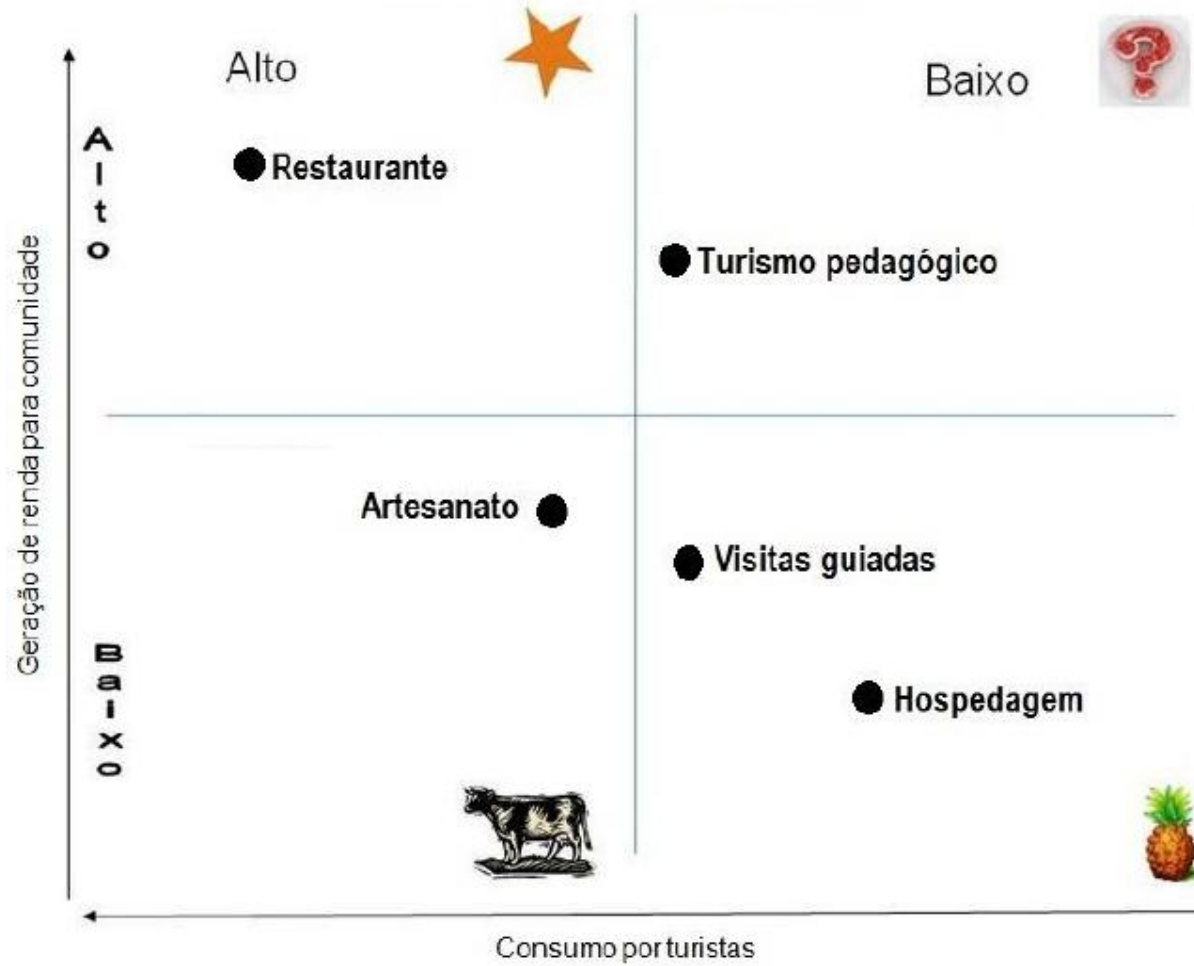 Alto
Baixo
Alto
Restaurante
Turismo pedagógico
Geração de renda para comunidade
Artesanato
Visitas guiadas
Baixo
Hospedagem
Consumo por turistas